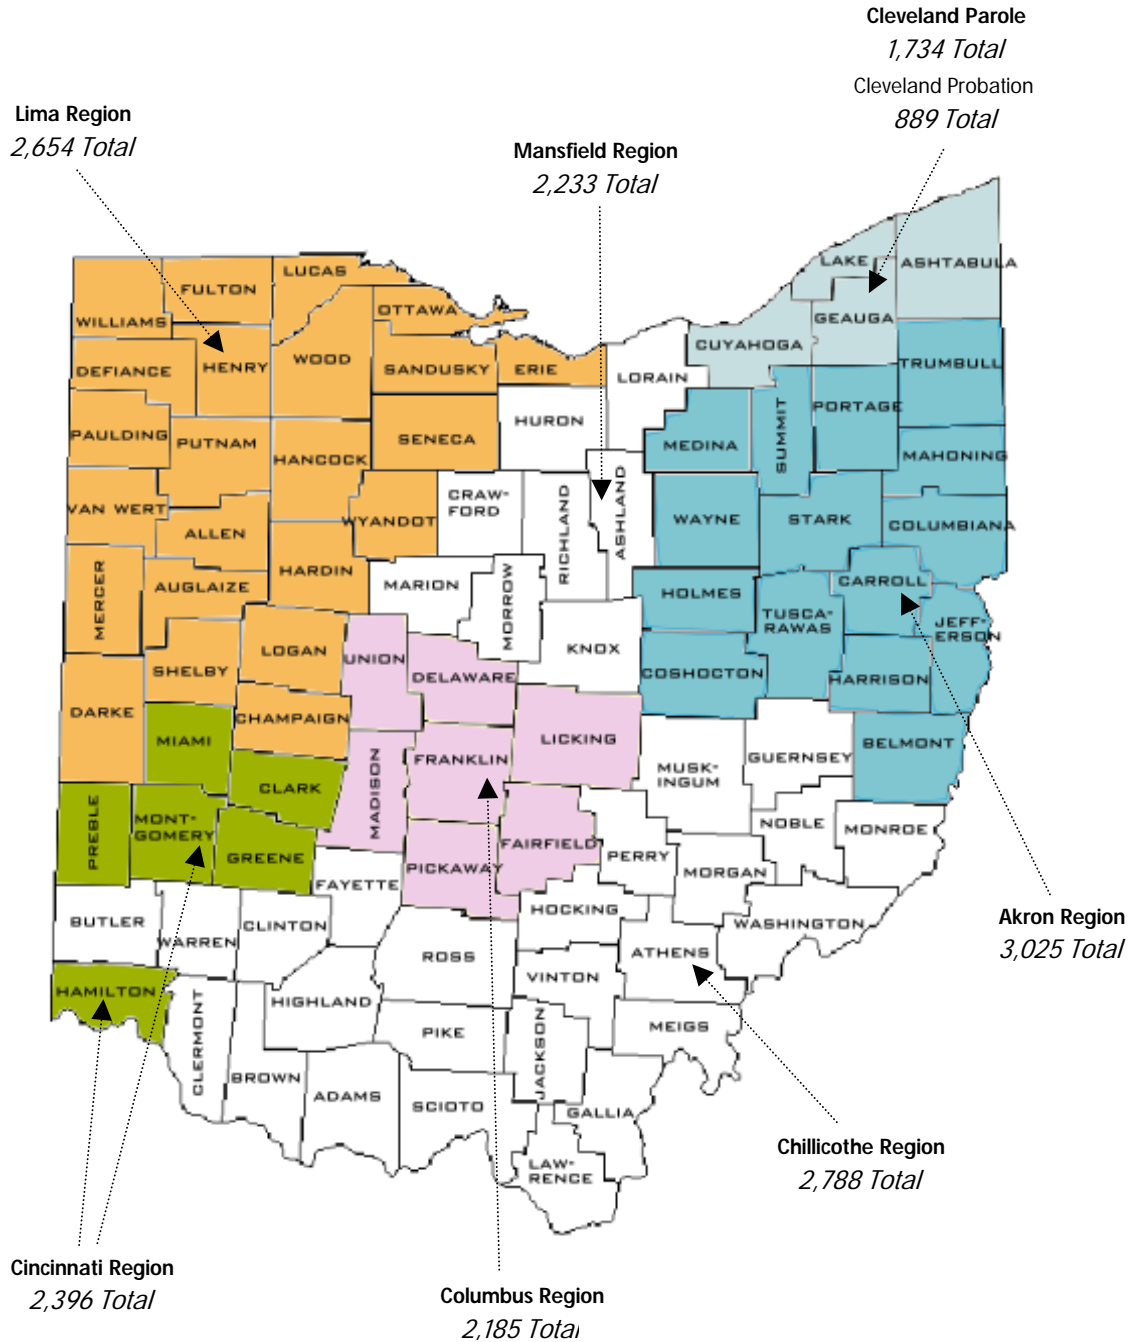 Cleveland Parole
1,734 Total
Cleveland Probation
889 Total
Lima Region
2,654 Total
Mansfield Region
2,233 Total
LAKE
ASHTABULA
LUCAS
FULTON
OTTAWA
WILLIAMS
GEAUGA
CUYAHOGA
WOOD
HENRY
DEFIANCE
SANDUSKY
ERIE
LORAIN
TRUMBULL
PORTAGE
SUMMIT
HURON
PAULDING
PUTNAM
SENECA
MEDINA
MAHONING
HANCOCK
CRAW-
FORD
RICHLAND
ASHLAND
VAN WERT
WYANDOT
WAYNE
STARK
COLUMBIANA
ALLEN
HARDIN
MARION
MORROW
CARROLL
AUGLAIZE
MERCER
HOLMES
TUSCA-
RAWAS
JEFF-
ERSON
LOGAN
UNION
KNOX
SHELBY
DELAWARE
COSHOCTON
HARRISON
DARKE
CHAMPAIGN
MIAMI
LICKING
BELMONT
FRANKLIN
GUERNSEY
MUSK-
INGUM
CLARK
MADISON
PREBLE
MONT-
GOMERY
NOBLE
MONROE
GREENE
FAIRFIELD
PERRY
PICKAWAY
MORGAN
FAYETTE
HOCKING
BUTLER
CLINTON
WASHINGTON
WARREN
ROSS
ATHENS
Akron Region
3,025 Total
VINTON
HAMILTON
HIGHLAND
CLERMONT
PIKE
JACKSON
MEIGS
BROWN
ADAMS
SCIOTO
GALLIA
LAW-
RENCE
Chillicothe Region
2,788 Total
Cincinnati Region
2,396 Total
Columbus Region
2,185 Total